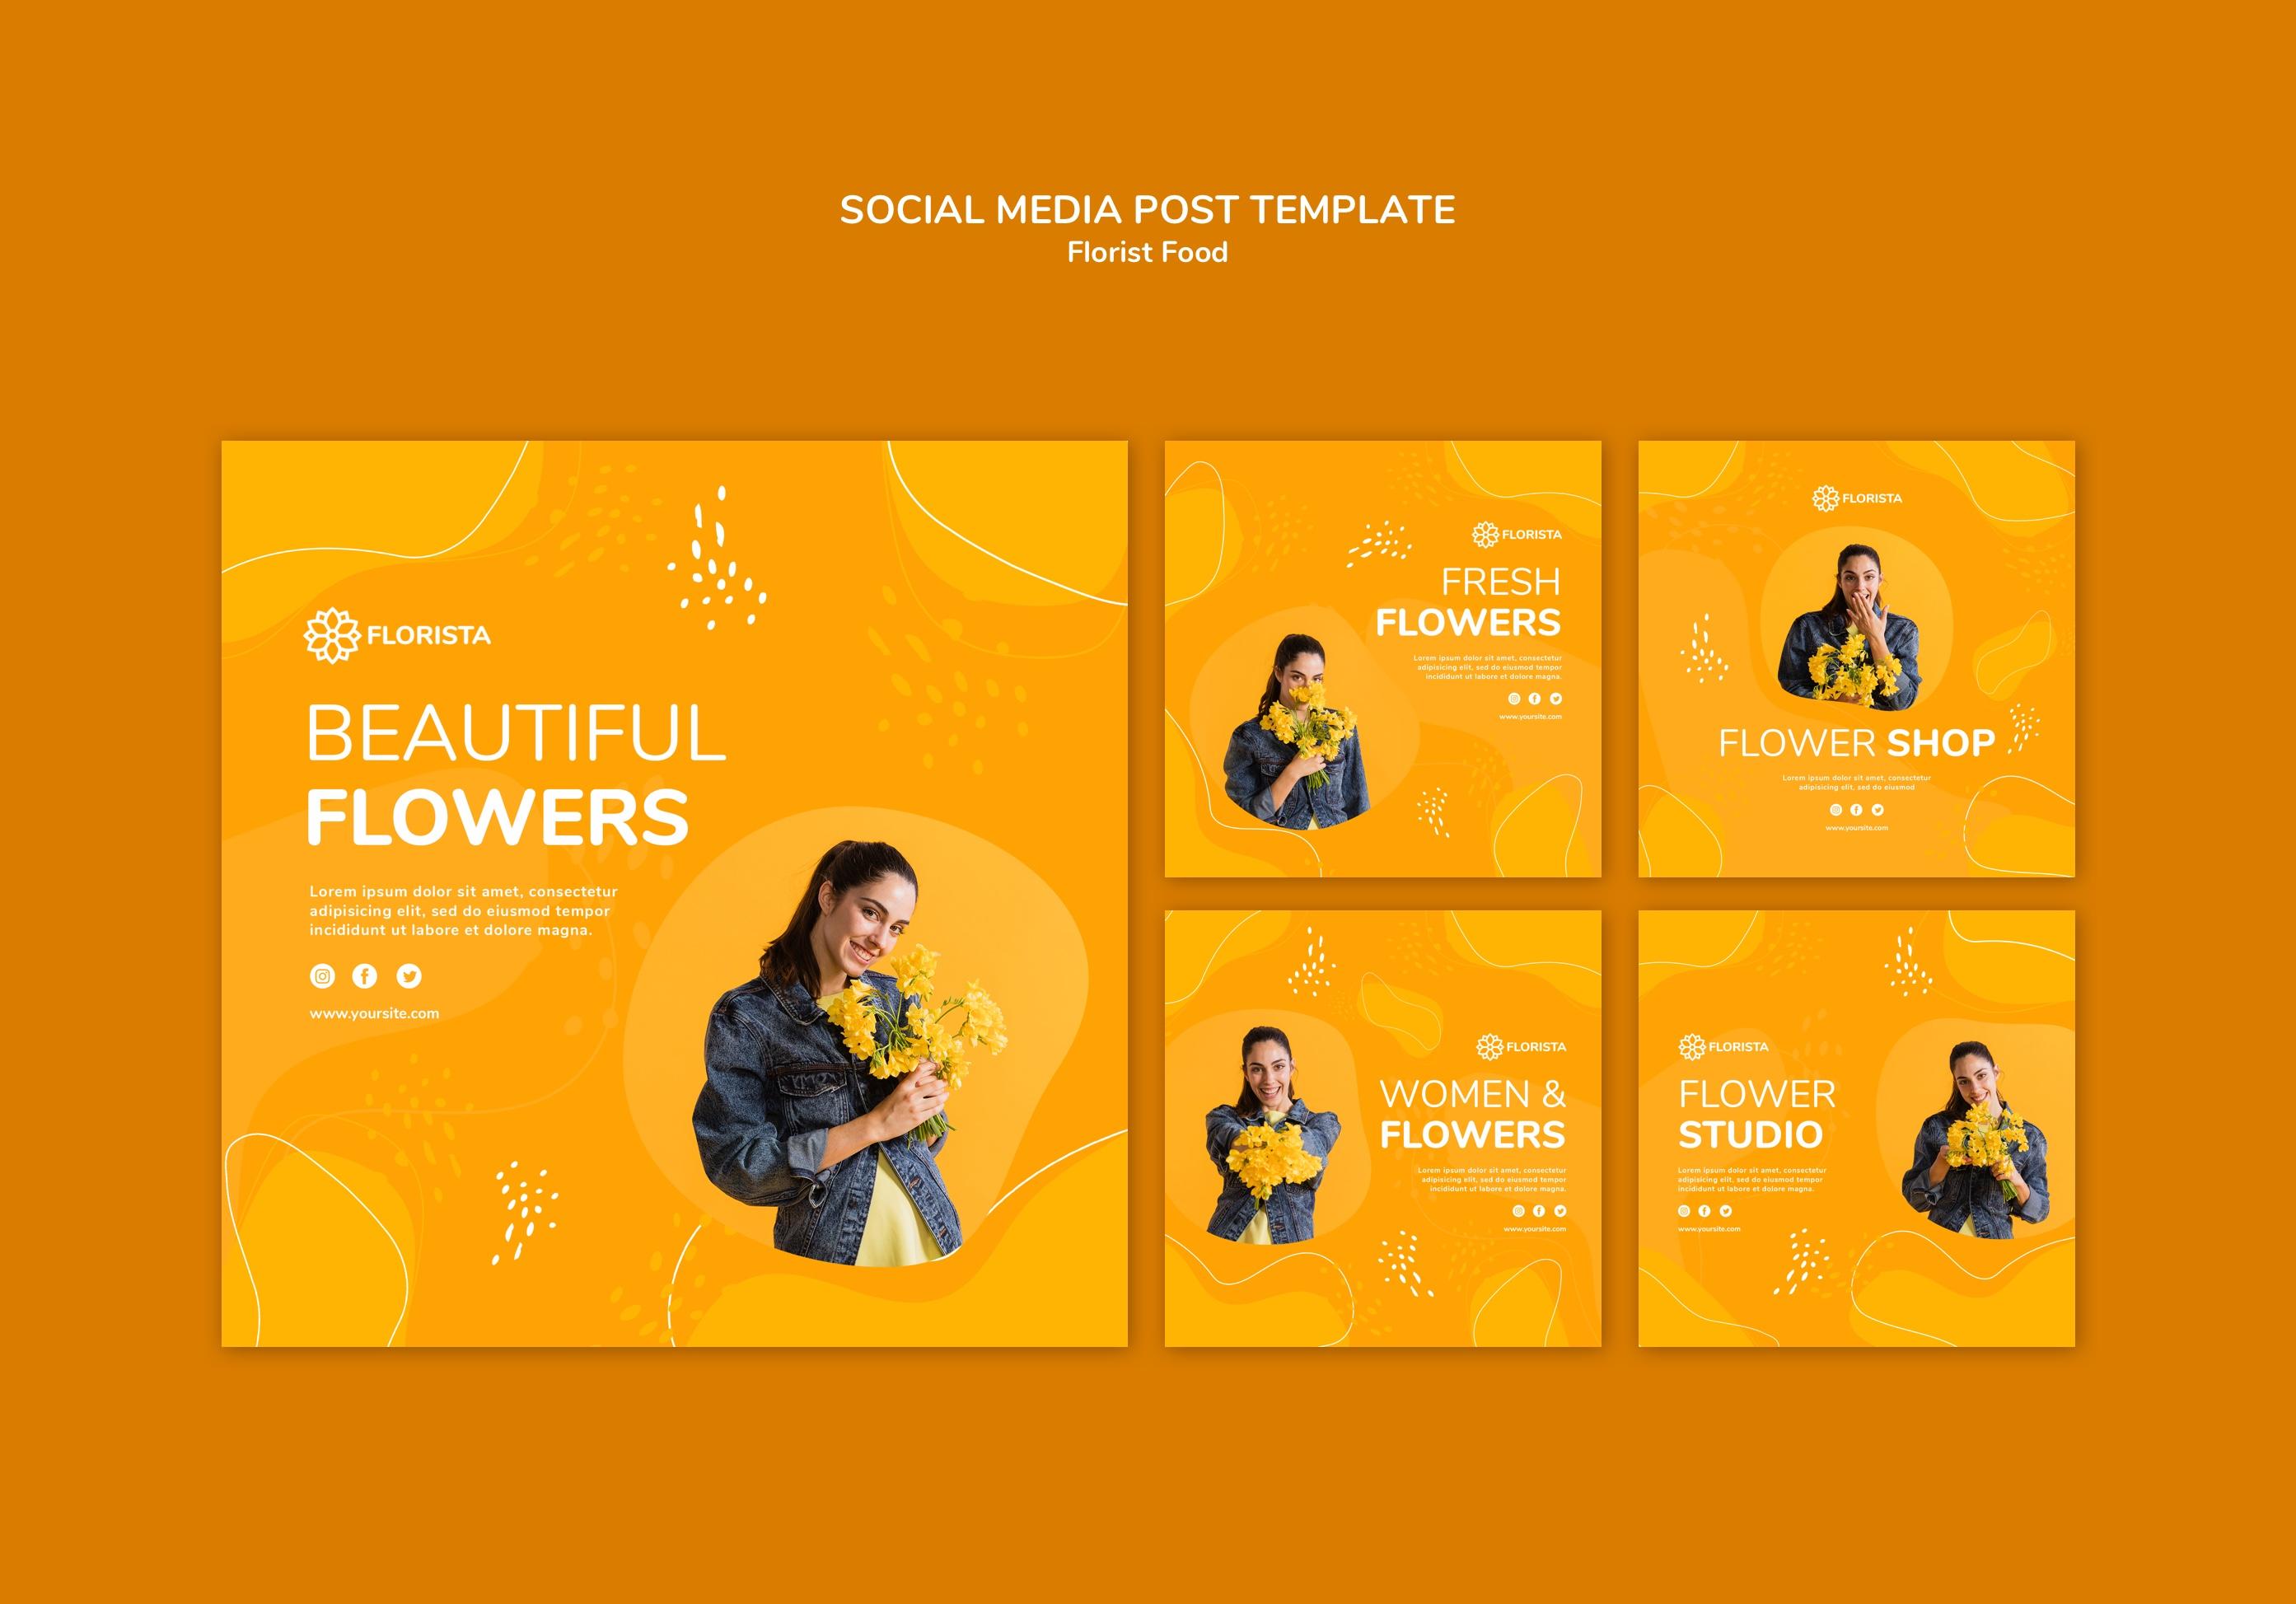 SOCIAL MEDIA POST TEMPLATE
Florist Food
FLORISTA
BEAUTIFUL
FLOWERS
Lorem ipsum dolor sit amet, consectetur
adipisicing elit, sed do eiusmod tempor
incididunt ut labore et dolore magna.
www.yoursite.com
FLORISTA
FRESH
FLOWERS
Lorem ipsum dolor sit amet, consectetur
adipisicing elit, sed do eiusmod tempor
incididunt ut labore et dolore magna.
www.yoursite.com
FLORISTA
FLOWER SHOP
Lorem ipsum dolor sit amet, consectetur
adipisicing elit, sed do eiusmod
www.yoursite.com
FLORISTA
WOMEN &
FLOWERS
Lorem ipsum dolor sit amet, consectetur
adipisicing elit, sed do eiusmod tempor
incididunt ut labore et dolore magna.
www.yoursite.com
FLORISTA
FLOWER
STUDIO
Lorem ipsum dolor sit amet, consectetur
adipisicing elit, sed do eiusmod tempor
incididunt ut labore et dolore magna.
www.yoursite.com